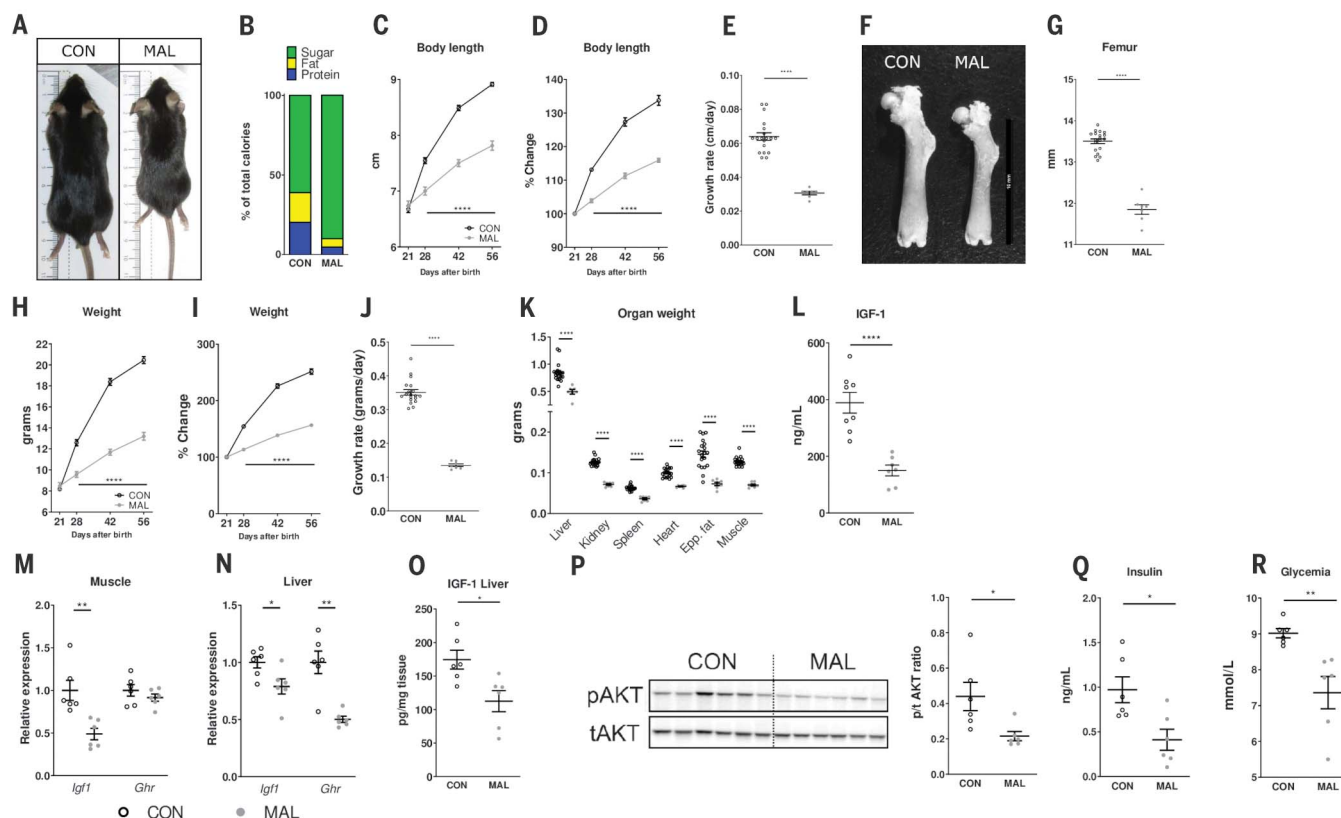 A
CON
MAL
B
Sugar
Fat
Protein
% of total calories
100
50
0
CON
MAL
C
Body length
cm
9
8
7
6
21 28 42 56
Days after birth
****
CON
MAL
D
Body length
% Change
140
130
120
110
100
90
21 28 42 56
Days after birth
****
E
Growth rate (cm/day)
0.10
0.08
0.06
0.04
0.02
0.00
****
CON
MAL
F
CON
MAL
G
Femur
mm
15
14
13
12
11
****
CON
MAL
H
Weight
grams
22
20
18
16
14
12
10
8
6
21 28 42 56
Days after birth
****
CON
MAL
I
Weight
% Change
300
200
100
0
21 28 42 56
Days after birth
****
J
Growth rate (grams/day)
0.5
0.4
0.3
0.2
0.1
0.0
****
CON
MAL
K
Organ weight
grams
1.5
1.0
0.5
0.2
0.1
0.0
****
****
****
****
****
****
Liver
Kidney
Spleen
Heart
Epp. fat
Muscle
L
IGF-1
ng/mL
600
400
200
0
****
CON
MAL
M
Muscle
Relative expression
2.0
1.5
1.0
0.5
0.0
**
Igf1
Ghr
N
Liver
Relative expression
1.5
1.0
0.5
0.0
*
**
Igf1
Ghr
CON
MAL
O
IGF-1 Liver
pg/mg tissue
250
200
150
100
50
0
*
CON
MAL
P
CON
MAL
pAKT
tAKT
p/t AKT ratio
1.0
0.8
0.6
0.4
0.2
0.0
*
CON
MAL
Q
Insulin
ng/mL
2.0
1.5
1.0
0.5
0.0
*
CON
MAL
R
Glycemia
mmol/L
10
9
8
7
6
5
**
CON
MAL